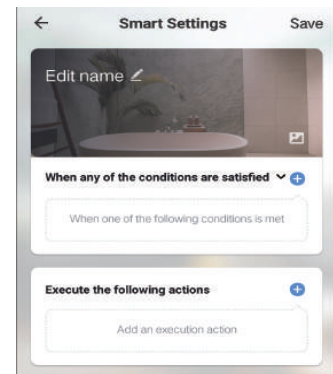 Smart Settings Save
Edit name
When any of the conditions are satisfied
When one of the following conditions is met
Execute the following actions
Add an execution action